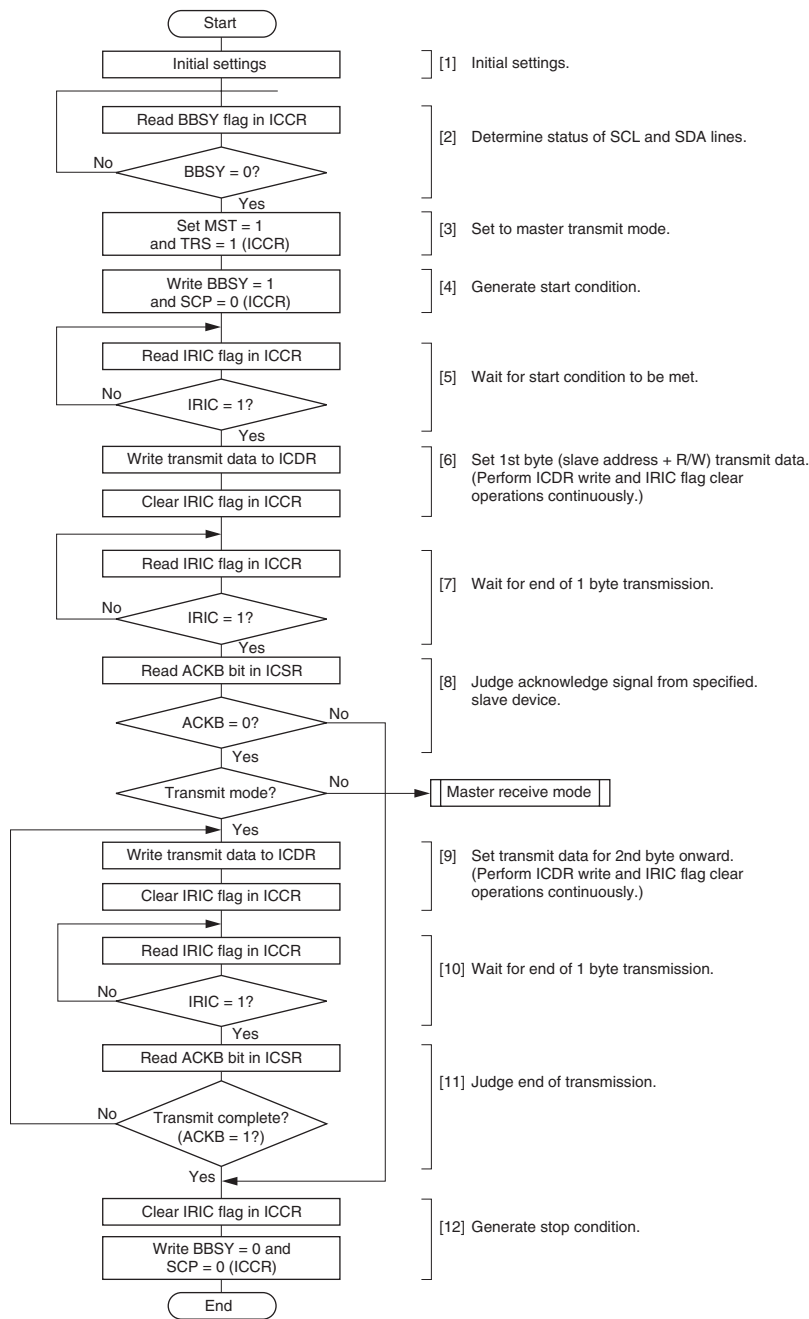 Start
Initial settings
[1] Initial settings.
Read BBSY flag in ICCR
[2] Determine status of SCL and SDA lines.
No
BBSY = 0?
Yes
Set MST = 1
and TRS = 1 (ICCR)
[3] Set to master transmit mode.
Write BBSY = 1
and SCP = 0 (ICCR)
[4] Generate start condition.
Read IRIC flag in ICCR
[5] Wait for start condition to be met.
No
IRIC = 1?
Yes
Write transmit data to ICDR
[6] Set 1st byte (slave address + R/W) transmit data.
(Perform ICDR write and IRIC flag clear
operations continuously.)
Clear IRIC flag in ICCR
Read IRIC flag in ICCR
[7] Wait for end of 1 byte transmission.
No
IRIC = 1?
Yes
Read ACKB bit in ICSR
[8] Judge acknowledge signal from specified.
slave device.
ACKB = 0?
No
Yes
Transmit mode?
No
Master receive mode
Yes
Write transmit data to ICDR
[9] Set transmit data for 2nd byte onward.
(Perform ICDR write and IRIC flag clear
operations continuously.)
Clear IRIC flag in ICCR
Read IRIC flag in ICCR
[10] Wait for end of 1 byte transmission.
No
IRIC = 1?
Yes
Read ACKB bit in ICSR
[11] Judge end of transmission.
No
Transmit complete?
(ACKB = 1?)
Yes
Clear IRIC flag in ICCR
[12] Generate stop condition.
Write BBSY = 0 and
SCP = 0 (ICCR)
End